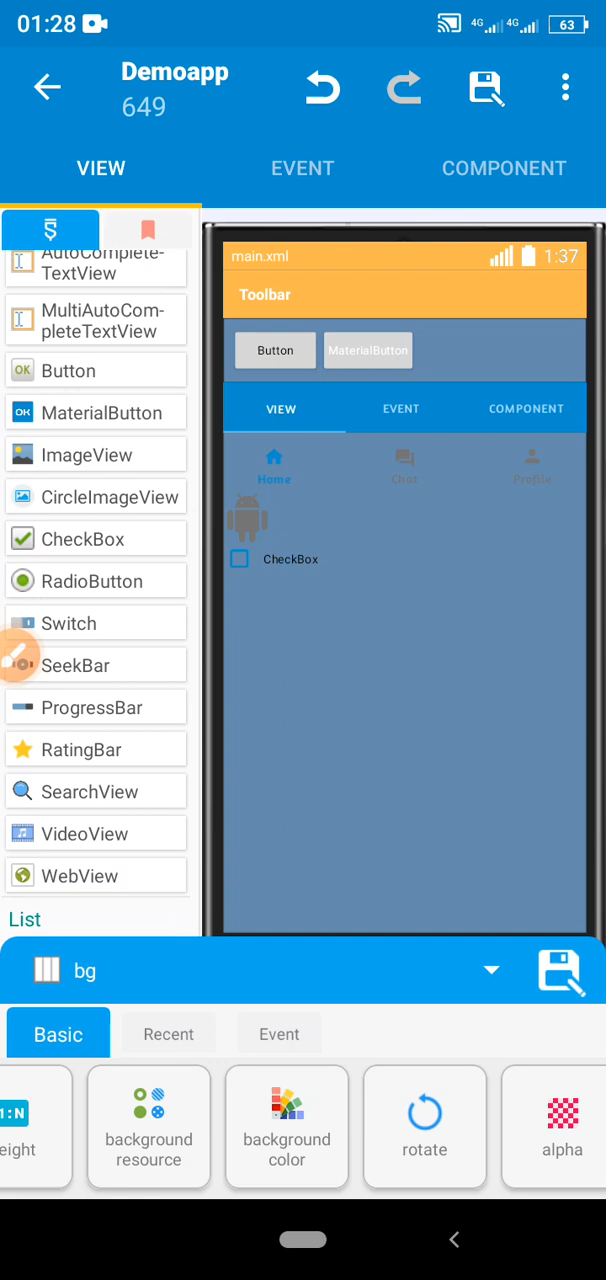 01:28
4G 4G 63
Demoapp
649
VIEW EVENT COMPONENT
AutoComplete-
TextView
MultiAutoCom-
pleteTextView
OK Button
OK MaterialButton
ImageView
CircleImageView
CheckBox
RadioButton
Switch
SeekBar
ProgressBar
RatingBar
SearchView
VideoView
WebView
List
main.xml 1:37
Toolbar
Button MaterialButton
VIEW EVENT COMPONENT
Home Chat Profile
CheckBox
bg
Basic Recent Event
1:N
eight
background
resource
background
color
rotate
alpha